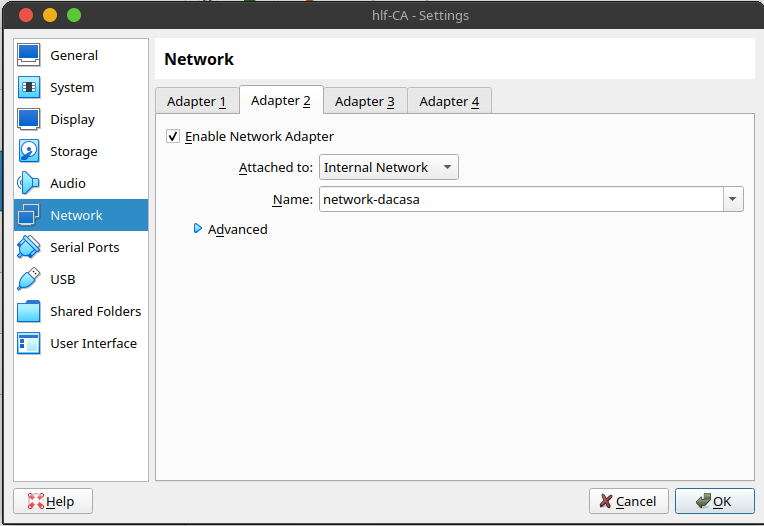 hlf-CA - Settings
General
System
Display
Storage
Audio
Network
Serial Ports
USB
Shared Folders
User Interface
Network
Adapter 1 Adapter 2 Adapter 3 Adapter 4
Enable Network Adapter
Attached to: Internal Network
Name: network-dacasa
Advanced
Help Cancel OK